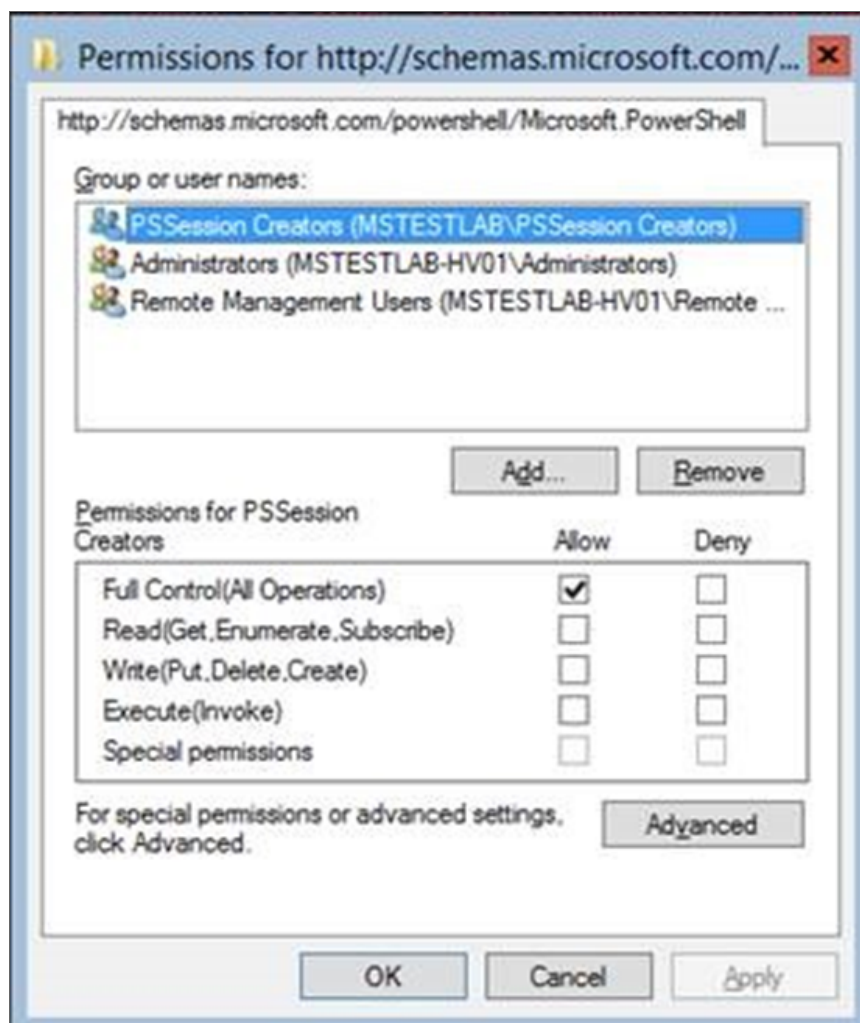 Permissions for http://schemas.microsoft.com/...
http://schemas.microsoft.com/powershell/Microsoft.PowerShell
Group or user names:
PSSession Creators (MSTESTLAB\PSSession Creators)
Administrators (MSTESTLAB-HV01\Administrators)
Remote Management Users (MSTESTLAB-HV01\Remote ...
Add... Remove
Permissions for PSSession
Creators Allow Deny
Full Control(All Operations)
Read(Get,Enumerate,Subscribe)
Write(Put,Delete,Create)
Execute(Invoke)
Special permissions
For special permissions or advanced settings,
click Advanced.
Advanced
OK Cancel Apply